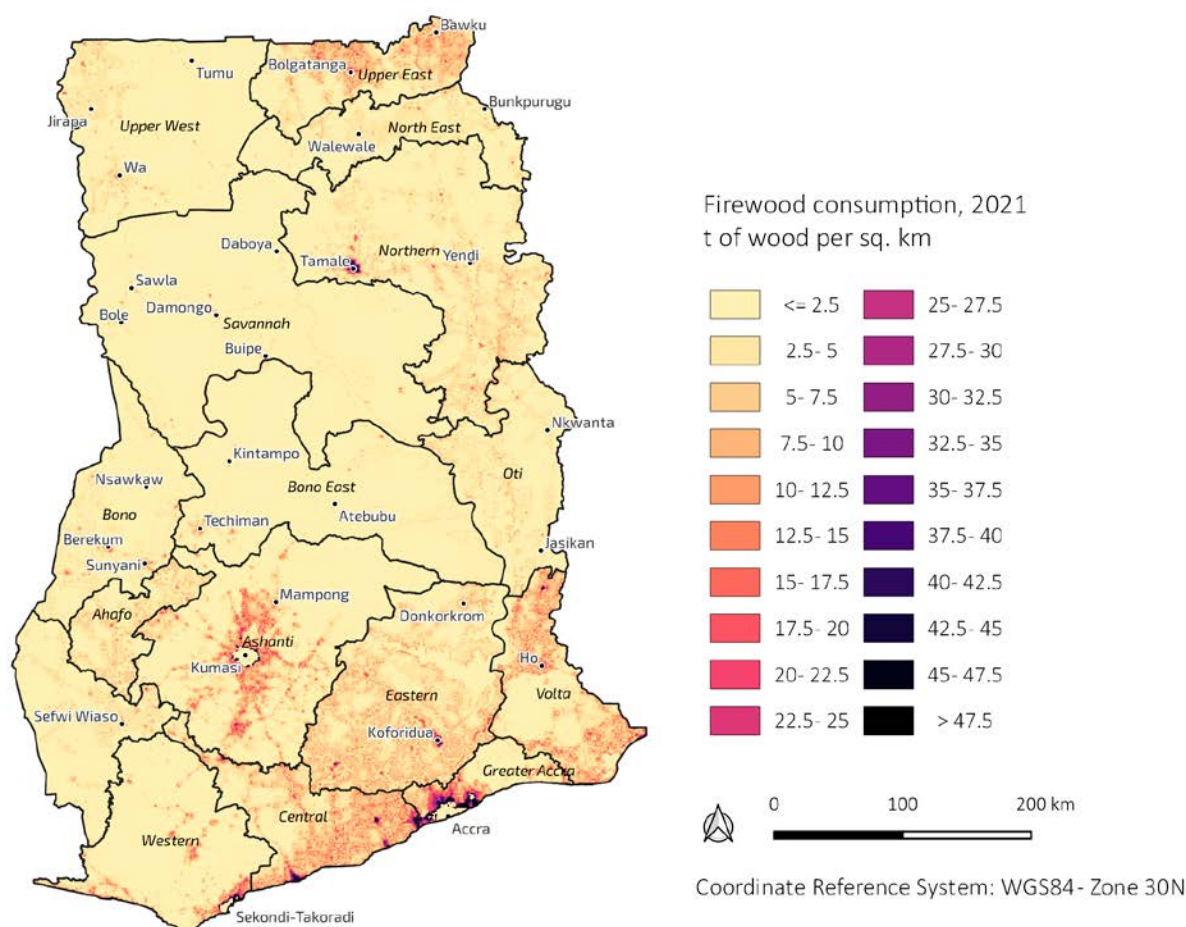 Bawku
Tumu
Bolgatanga
Upper East
Bunkpurugu
Jirapa
Upper West
North East
Walewale
Wa
Daboya
Northern
Tamale
Yendi
Sawla
Damongo
Bole
Savannah
Buipe
Nkwanta
Kintampo
Oti
Nsawkaw
Bono East
Bono
Techiman
Atebubu
Berekum
Jasikan
Sunyani
Mampong
Donkorkrom
Ahafo
Ashanti
Kumasi
Ho
Eastern
Volta
Sefwi Wiaso
Koforidua
Greater Accra
Central
Accra
Western
Sekondi-Takoradi
Firewood consumption, 2021
t of wood per sq. km
<= 2.5
2.5- 5
5- 7.5
7.5- 10
10- 12.5
12.5- 15
15- 17.5
17.5- 20
20- 22.5
22.5- 25
25- 27.5
27.5- 30
30- 32.5
32.5- 35
35- 37.5
37.5- 40
40- 42.5
42.5- 45
45- 47.5
> 47.5
0 100 200 km
Coordinate Reference System: WGS84- Zone 30N